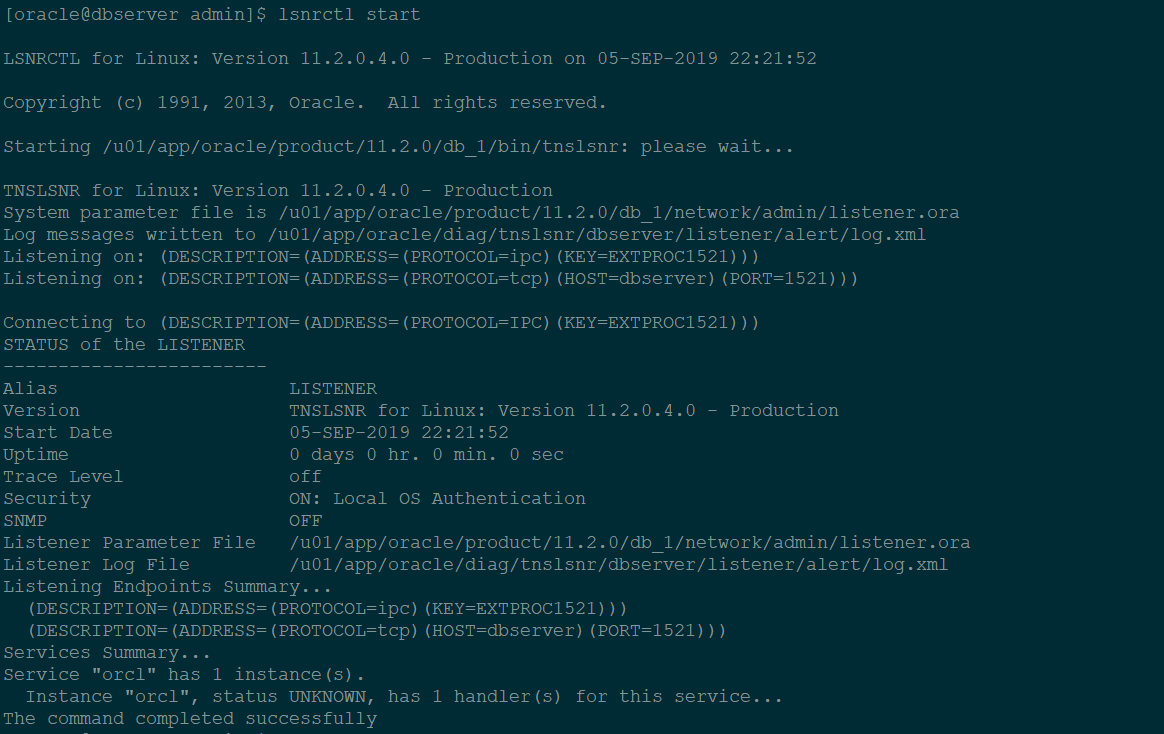 [oracle@dbserver admin]$ lsnrctl start
LSNRCTL for Linux: Version 11.2.0.4.0 - Production on 05-SEP-2019 22:21:52
Copyright (c) 1991, 2013, Oracle.  All rights reserved.
Starting /u01/app/oracle/product/11.2.0/db_1/bin/tnslsnr: please wait...
TNSLSNR for Linux: Version 11.2.0.4.0 - Production
System parameter file is /u01/app/oracle/product/11.2.0/db_1/network/admin/listener.ora
Log messages written to /u01/app/oracle/diag/tnslsnr/dbserver/listener/alert/log.xml
Listening on: (DESCRIPTION=(ADDRESS=(PROTOCOL=ipc)(KEY=EXTPROC1521)))
Listening on: (DESCRIPTION=(ADDRESS=(PROTOCOL=tcp)(HOST=dbserver)(PORT=1521)))
Connecting to (DESCRIPTION=(ADDRESS=(PROTOCOL=IPC)(KEY=EXTPROC1521)))
STATUS of the LISTENER
------------------------
Alias                     LISTENER
Version                   TNSLSNR for Linux: Version 11.2.0.4.0 - Production
Start Date                05-SEP-2019 22:21:52
Uptime                    0 days 0 hr. 0 min. 0 sec
Trace Level               off
Security                  ON: Local OS Authentication
SNMP                      OFF
Listener Parameter File   /u01/app/oracle/product/11.2.0/db_1/network/admin/listener.ora
Listener Log File         /u01/app/oracle/diag/tnslsnr/dbserver/listener/alert/log.xml
Listening Endpoints Summary...
  (DESCRIPTION=(ADDRESS=(PROTOCOL=ipc)(KEY=EXTPROC1521)))
  (DESCRIPTION=(ADDRESS=(PROTOCOL=tcp)(HOST=dbserver)(PORT=1521)))
Services Summary...
Service "orcl" has 1 instance(s).
  Instance "orcl", status UNKNOWN, has 1 handler(s) for this service...
The command completed successfully